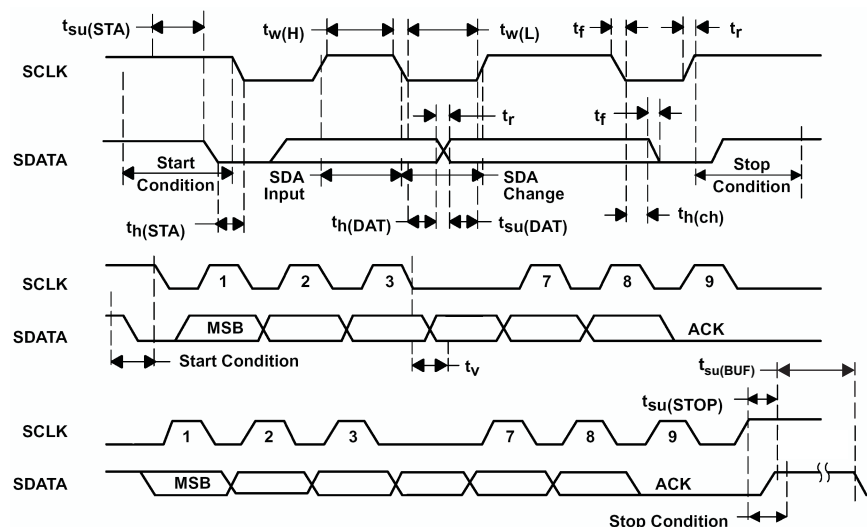 tsu(STA) tw(H) tw(L) tf tr
SCLK
tr tf
SDATA
Start Condition SDA Input SDA Change Stop Condition
th(STA) th(DAT) tsu(DAT) th(ch)
SCLK 1 2 3 7 8 9
SDATA MSB ACK
Start Condition tv
tsu(BUF)
tsu(STOP)
SCLK 1 2 3 7 8 9
SDATA MSB ACK
Stop Condition